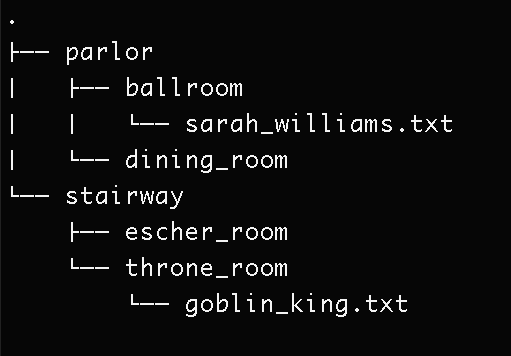 .
├── parlor
│   ├── ballroom
│   │   └── sarah_williams.txt
│   └── dining_room
└── stairway
    ├── escher_room
    └── throne_room
        └── goblin_king.txt